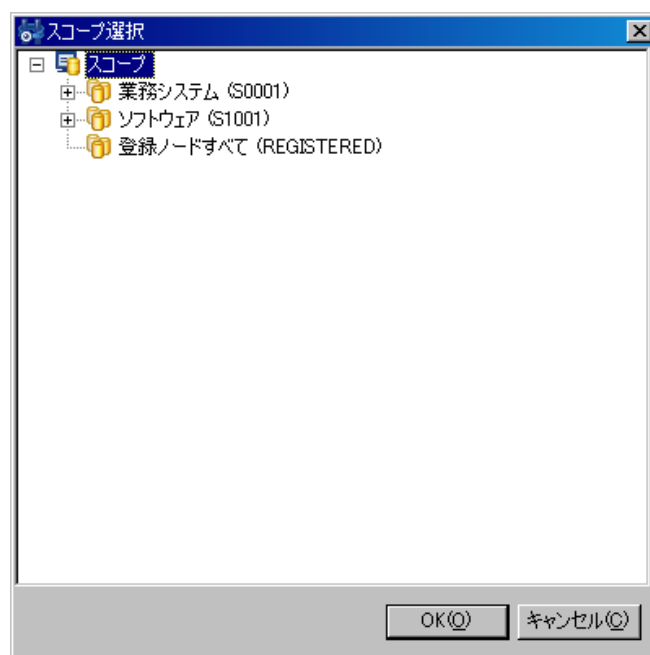 スコープ選択
スコープ
業務システム (S0001)
ソフトウェア (S1001)
登録ノードすべて (REGISTERED)
OK(O) キャンセル(C)